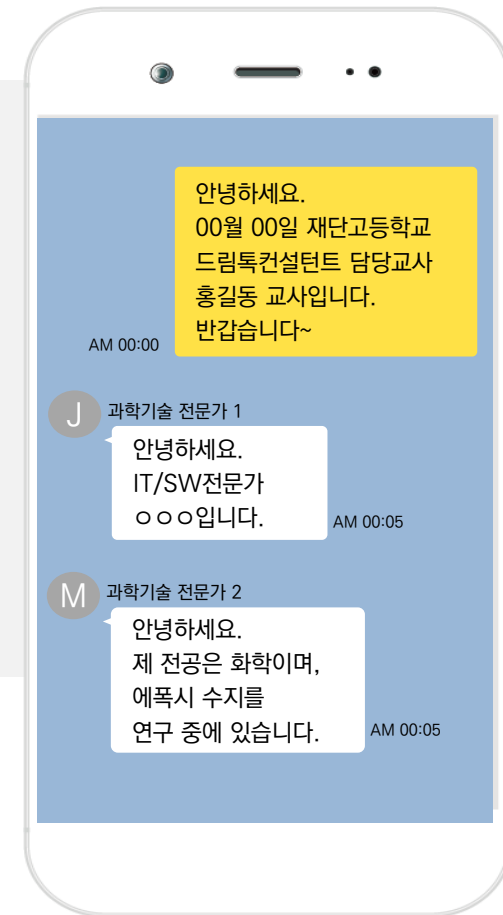 안녕하세요.
00월 00일 재단고등학교
드림톡컨설턴트 담당교사
홍길동 교사입니다.
반갑습니다~
AM 00:00
J
과학기술 전문가 1
안녕하세요.
IT/SW전문가
ㅇㅇㅇ입니다.
AM 00:05
M
과학기술 전문가 2
안녕하세요.
제 전공은 화학이며,
에폭시 수지를
연구 중에 있습니다.
AM 00:05